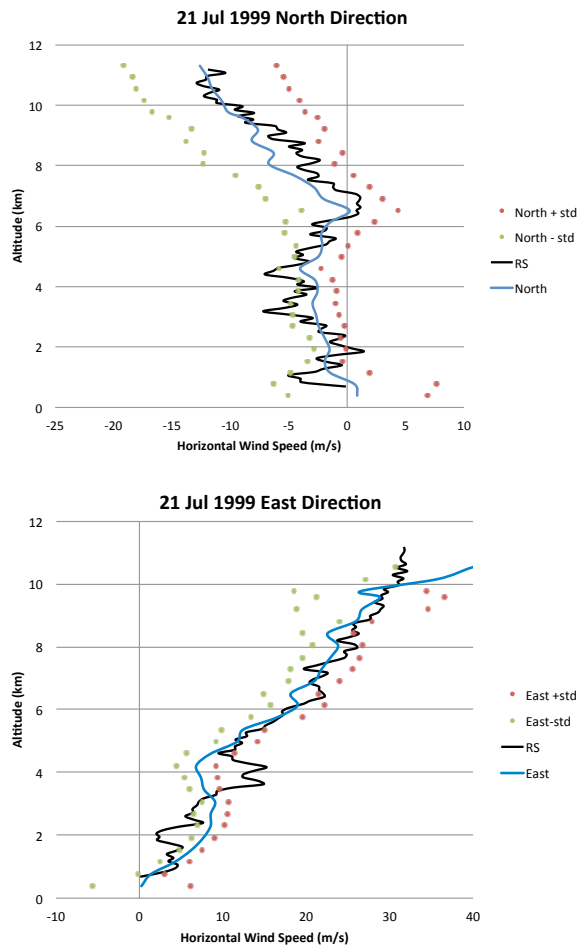 21 Jul 1999 North Direction
12
10
8
6
4
2
0
Altitude (km)
-25 -20 -15 -10 -5 0 5 10
Horizontal Wind Speed (m/s)
North + std
North - std
RS
North
21 Jul 1999 East Direction
12
10
8
6
4
2
0
Altitude (km)
-10 0 10 20 30 40
Horizontal Wind Speed (m/s)
East +std
East-std
RS
East